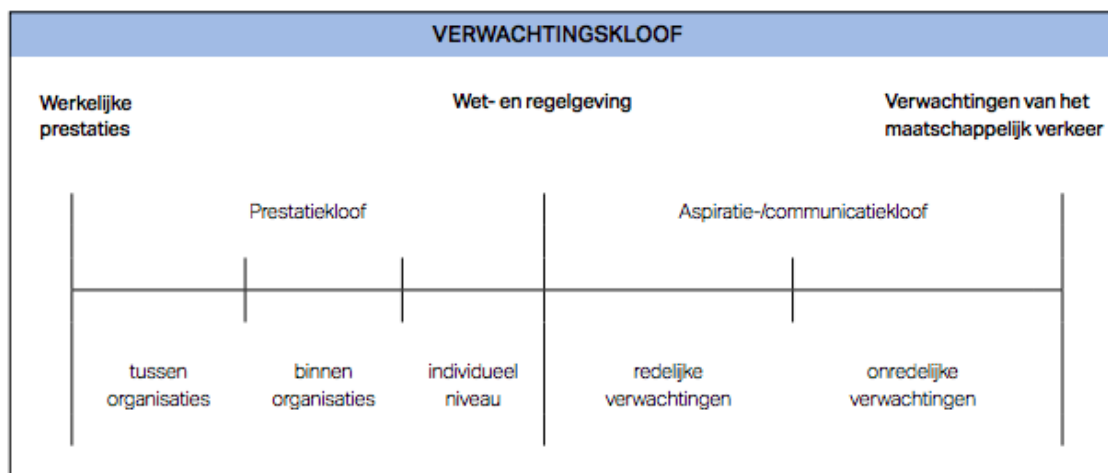 VERWACHTINGSKLOOF
Werkelijke
prestaties
Wet- en regelgeving
Verwachtingen van het
maatschappelijk verkeer
Prestatiekloof
Aspiratie-/communicatiekloof
tussen
organisaties
binnen
organisaties
individueel
niveau
redelijke
verwachtingen
onredelijke
verwachtingen